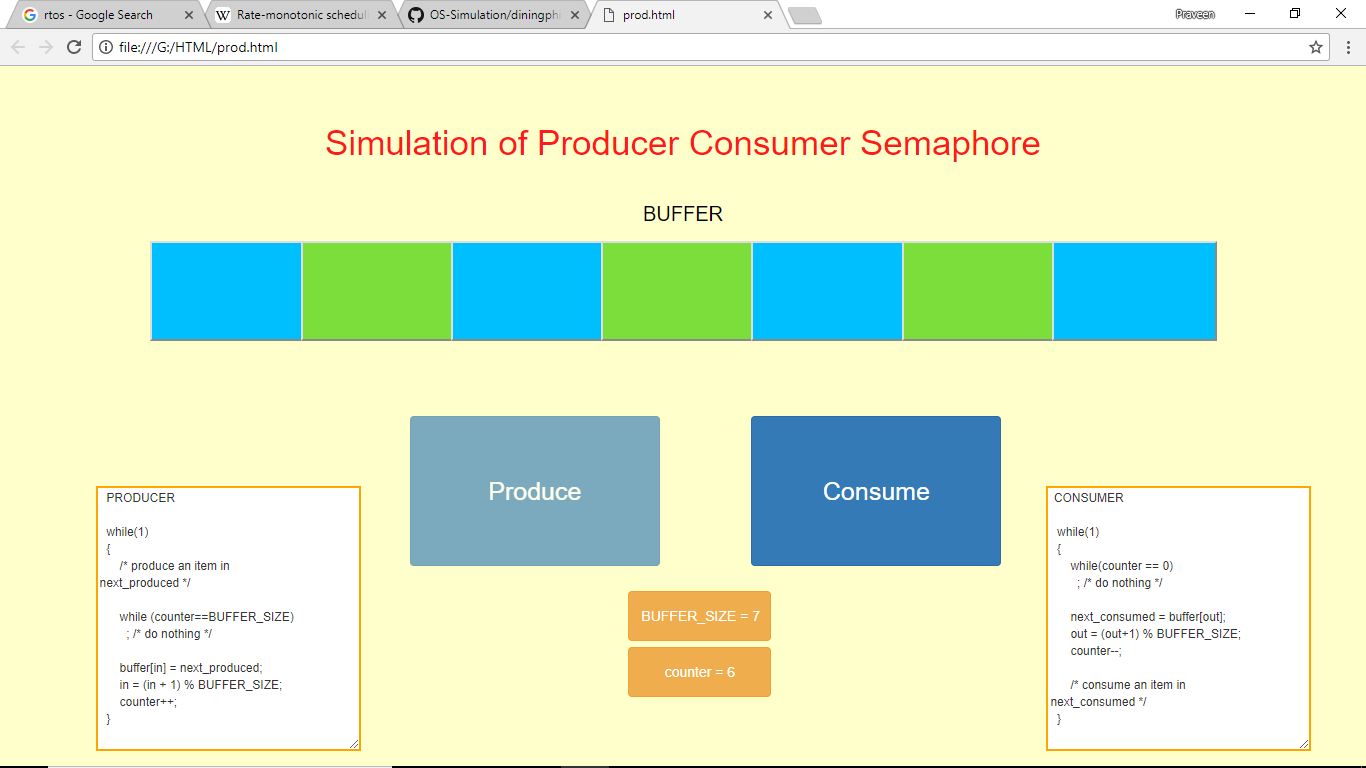 rtos - Google Search
Rate-monotonic scheduli
OS-Simulation/diningphi
prod.html
Praveen
file:///G:/HTML/prod.html
Simulation of Producer Consumer Semaphore
BUFFER
Produce
Consume
PRODUCER
while(1)
{
/* produce an item in
next_produced */
while (counter==BUFFER_SIZE)
; /* do nothing */
buffer[in] = next_produced;
in = (in + 1) % BUFFER_SIZE;
counter++;
}
BUFFER_SIZE = 7
counter = 6
CONSUMER
while(1)
{
while(counter == 0)
; /* do nothing */
next_consumed = buffer[out];
out = (out+1) % BUFFER_SIZE;
counter--;
/* consume an item in
next_consumed */
}